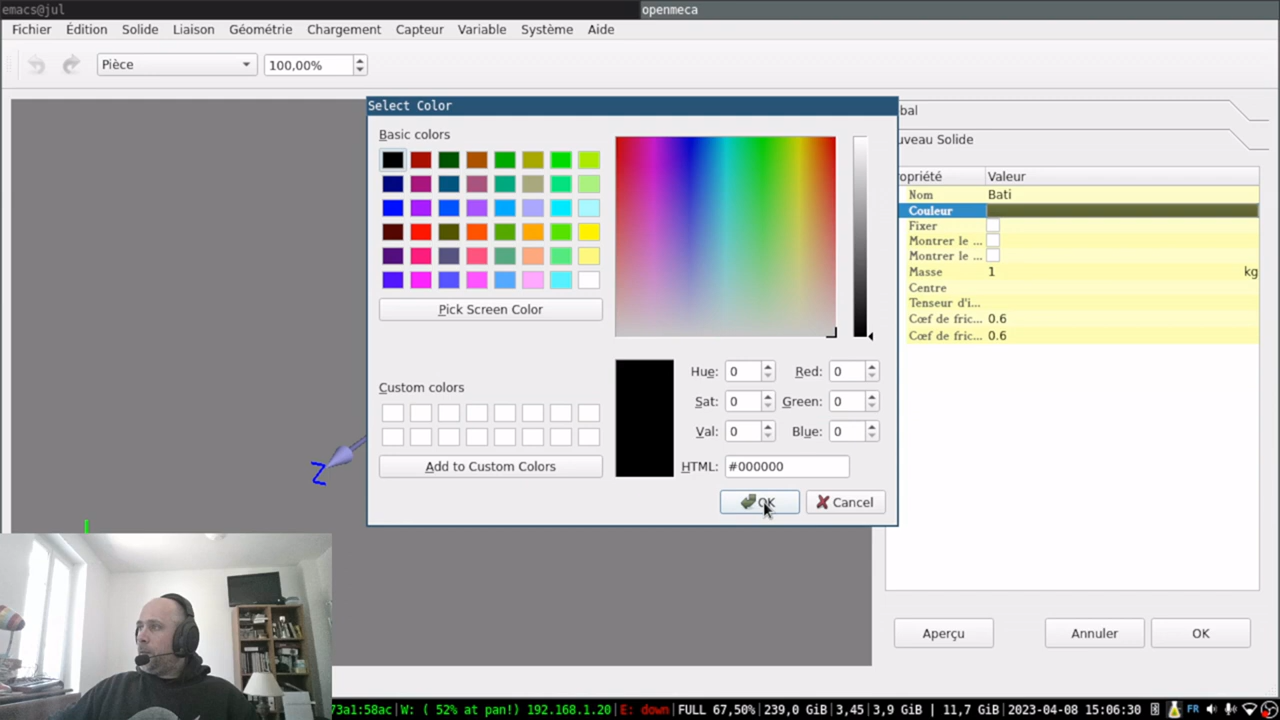 emacs@jul
openmeca
Fichier Édition Solide Liaison Géométrie Chargement Capteur Variable Système Aide
Pièce 100,00%
Select Color
Basic colors
Pick Screen Color
Custom colors
Add to Custom Colors
Hue: 0 Red: 0
Sat: 0 Green: 0
Val: 0 Blue: 0
HTML: #000000
OK Cancel
Z
bal
uveau Solide
opriété Valeur
Nom Bati
Couleur
Fixer
Montrer le ...
Montrer le ...
Masse 1 kg
Centre
Tenseur d'i...
Cœf de fric... 0.6
Cœf de fric... 0.6
Aperçu Annuler OK
73a1:58ac|W: ( 52% at pan!) 192.168.1.20|E: down|FULL 67,50%|239,0 GiB|3,45|3,9 GiB | 11,7 GiB|2023-04-08 15:06:30 FR